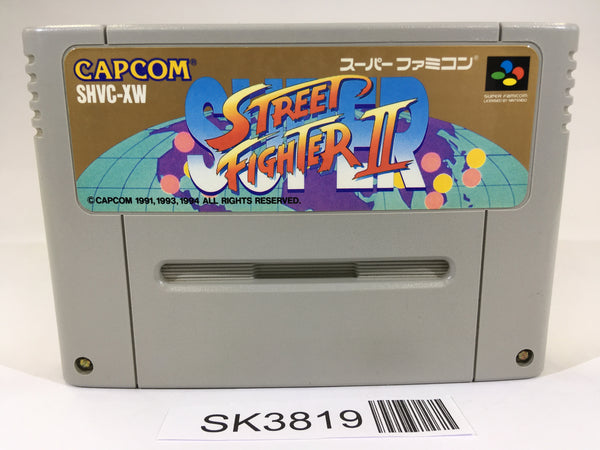 CAPCOM
SHVC-XW
スーパーファミコン
SUPER FAMICOM
LICENSED BY NINTENDO
SUPER
STREET
FIGHTER II
© CAPCOM 1991, 1993, 1994 ALL RIGHTS RESERVED.
SK3819